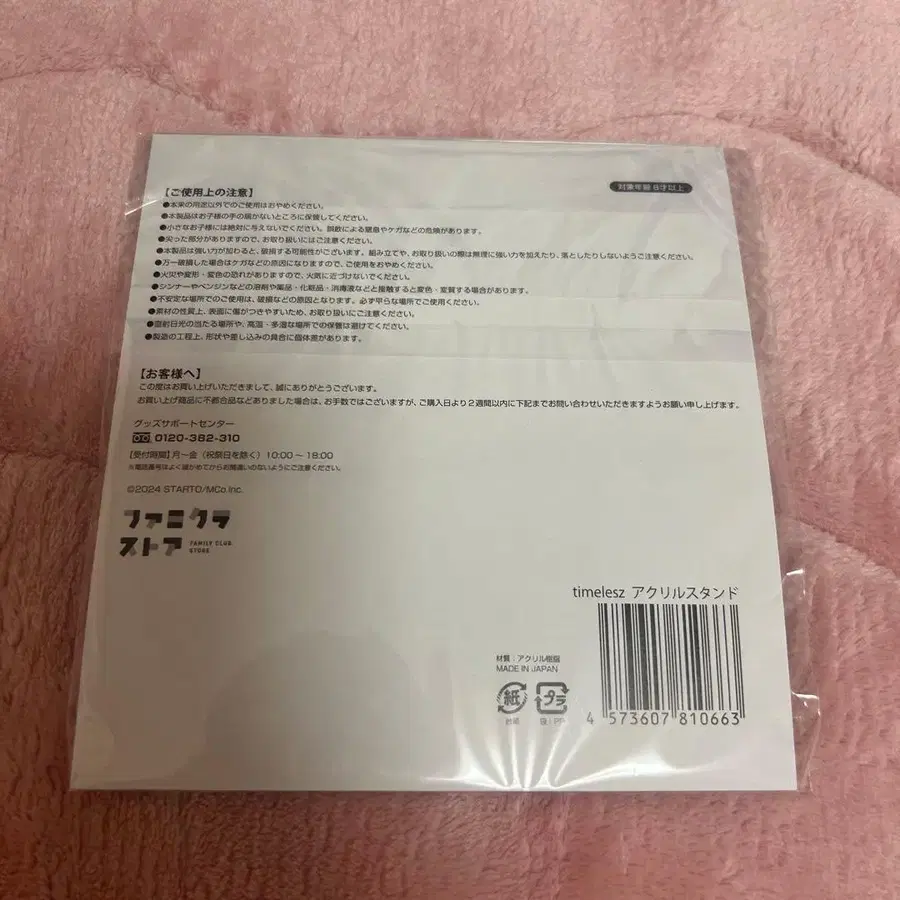 【ご使用上の注意】
対象年齢 8才以上
●本来の用途以外でのご使用はおやめください。
●本製品はお子様の手の届かないところに保管してください。
●小さなお子様には絶対に与えないでください。誤飲による窒息やケガなどの危険があります。
●尖った部分がありますので、お取り扱いにはご注意ください。
●本製品は強い力が加わると、破損する可能性がございます。組み立てや、お取り扱いの際は無理に強い力を加えたり、落としたりしないようご注意ください。
●万一破損した場合はケガなどの原因になりますので、ご使用をおやめください。
●火災や変形・変色の恐れがありますので、火気に近づけないでください。
●シンナーやベンジンなどの溶剤や薬品・化粧品・消毒液などと接触すると変色・変質する場合があります。
●不安定な場所でのご使用は、破損などの原因となります。必ず平らな場所でご使用ください。
●素材の性質上、表面に傷がつきやすいため、お取り扱いにご注意ください。
●直射日光の当たる場所や、高温・多湿な場所での保管は避けてください。
●製造の工程上、形状や差し込みの具合に個体差があります。
【お客様へ】
この度はお買い上げいただきまして、誠にありがとうございます。
お買い上げ商品に不都合品などありました場合は、お手数ではございますが、ご購入日より2週間以内に下記までお問い合わせいただきますようお願い申し上げます。
グッズサポートセンター
0120-382-310
【受付時間】月〜金（祝祭日を除く）10:00〜18:00
※電話番号はよく確かめてからお間違いのないようにご注意ください。
©2024 STARTO/MCo.Inc.
ファミクラ
ストア FAMILY CLUB
STORE
timelesz アクリルスタンド
材質：アクリル樹脂
MADE IN JAPAN
紙 プラ
台紙 袋：PP
4 573607 810663